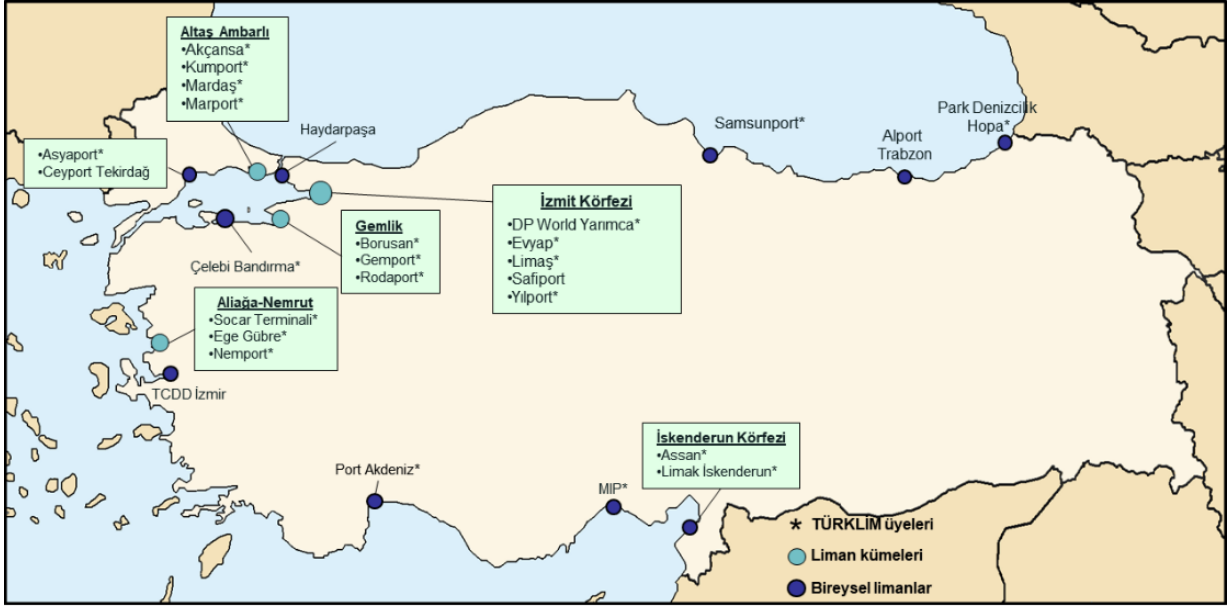 Altaş Ambarlı
•Akçansa*
•Kumport*
•Mardaş*
•Marport*
Haydarpaşa
•Asyaport*
•Ceyport Tekirdağ
Samsunport*
Alport
Trabzon
Park Denizcilik
Hopa*
İzmit Körfezi
•DP World Yarımca*
•Evyap*
•Limaş*
•Safiport
•Yılport*
Gemlik
•Borusan*
•Gemport*
•Rodaport*
Çelebi Bandırma*
Aliağa-Nemrut
•Socar Terminali*
•Ege Gübre*
•Nemport*
TCDD İzmir
Port Akdeniz*
MIP*
İskenderun Körfezi
•Assan*
•Limak İskenderun*
* TÜRKLİM üyeleri
Liman kümeleri
Bireysel limanlar